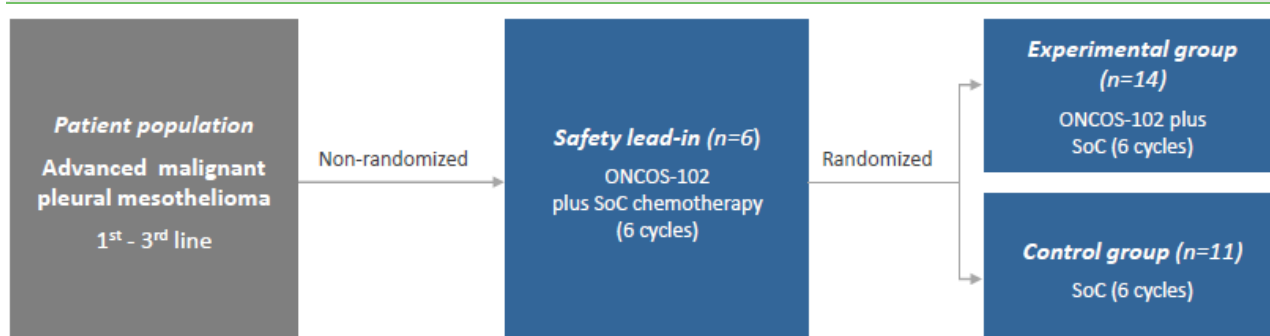 Patient population
Advanced malignant
pleural mesothelioma
1st - 3rd line
Non-randomized
Safety lead-in (n=6)
ONCOS-102
plus SoC chemotherapy
(6 cycles)
Randomized
Experimental group
(n=14)
ONCOS-102 plus
SoC (6 cycles)
Control group (n=11)
SoC (6 cycles)